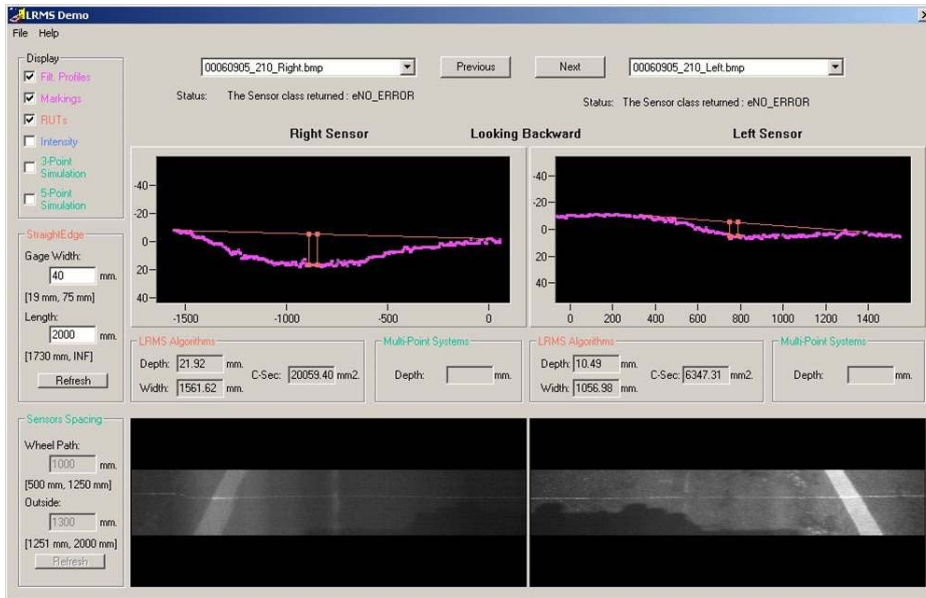 LRMS Demo
File Help
Display
Filt. Profiles
Markings
RUTs
Intensity
3-Point
Simulation
5-Point
Simulation
00060905_210_Right.bmp
Previous
Next
00060905_210_Left.bmp
Status: The Sensor class returned : eNO_ERROR
Status: The Sensor class returned : eNO_ERROR
Right Sensor
Looking Backward
Left Sensor
-40
-20
0
20
40
-1500 -1000 -500 0
-40
-20
0
20
40
0 200 400 600 800 1000 1200 1400
StraightEdge
Gage Width:
40 mm.
[19 mm, 75 mm]
Length:
2000 mm.
[1730 mm, INF]
Refresh
LRMS Algorithms
Depth: 21.92 mm.
Width: 1561.62 mm.
C-Sec: 20059.40 mm2.
Multi-Point Systems
Depth: mm.
LRMS Algorithms
Depth: 10.49 mm.
Width: 1056.98 mm.
C-Sec: 6347.31 mm2.
Multi-Point Systems
Depth: mm.
Sensors Spacing
Wheel Path:
1000 mm.
[500 mm, 1250 mm]
Outside:
1300 mm.
[1251 mm, 2000 mm]
Refresh